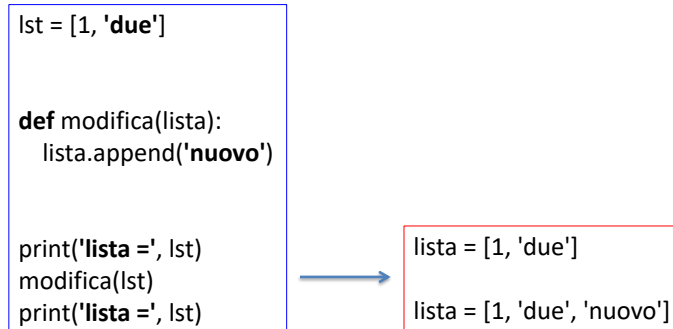 lst = [1, 'due']
def modifica(lista):
lista.append('nuovo')
print('lista =', lst)
modifica(lst)
print('lista =', lst)
lista = [1, 'due']
lista = [1, 'due', 'nuovo']